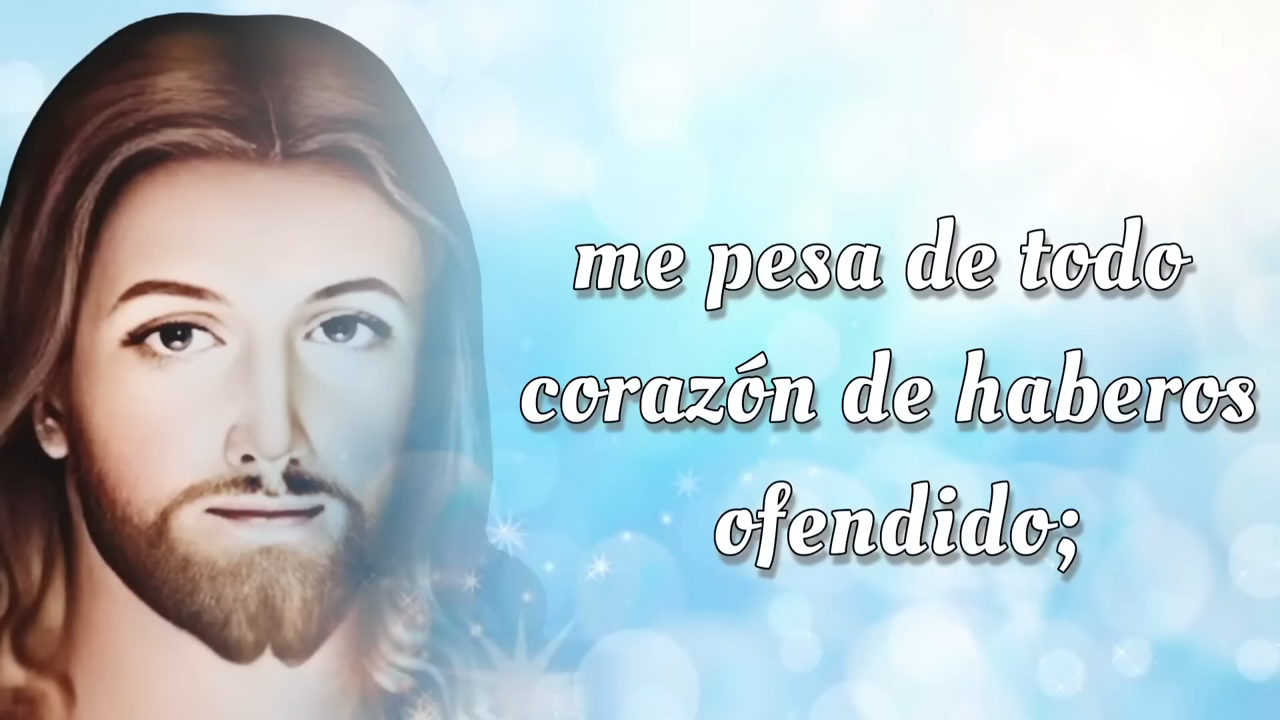 me pesa de todo
corazón de haberos
ofendido;